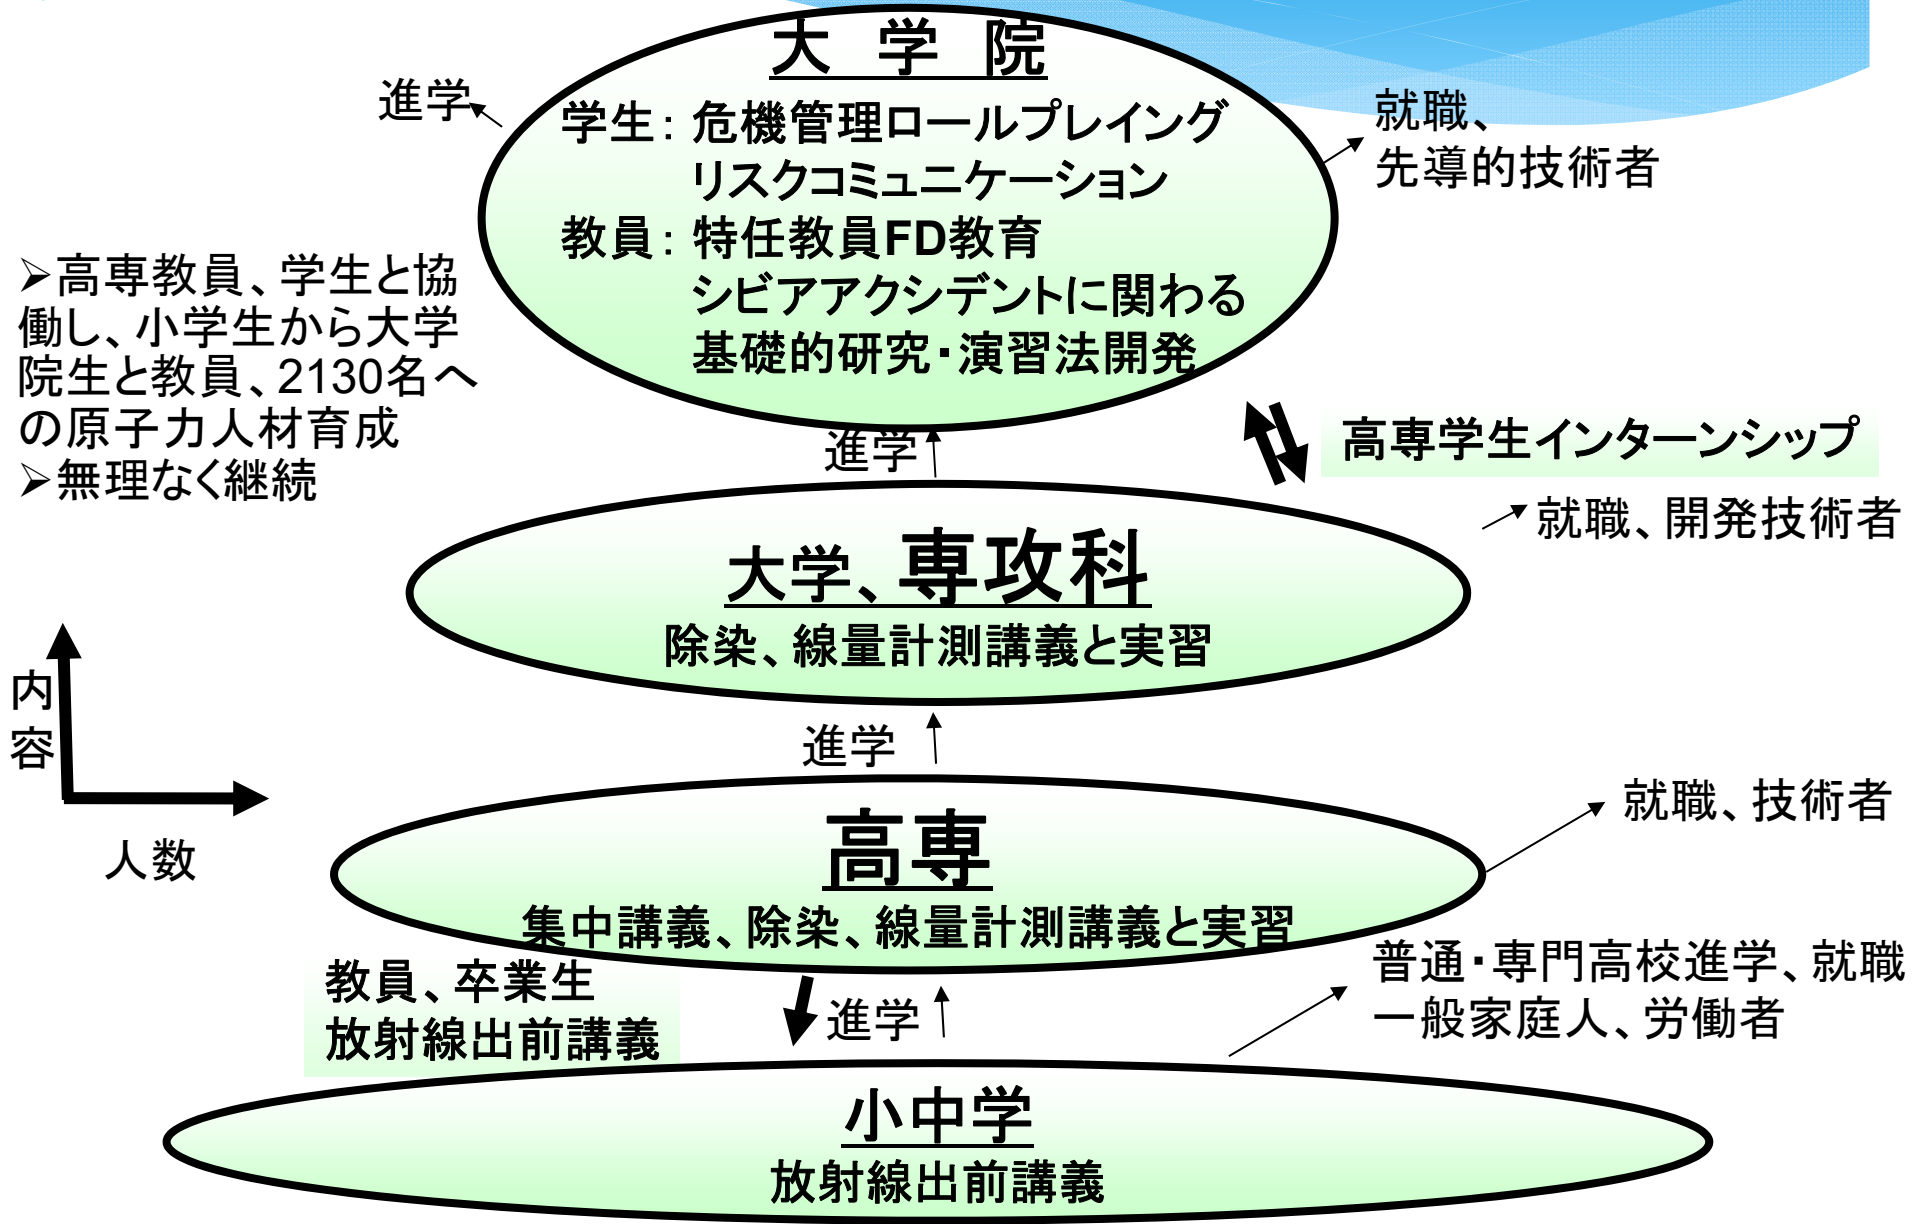 大　学　院
進学
学生：危機管理ロールプレイング
リスクコミュニケーション
教員：特任教員FD教育
シビアアクシデントに関わる
基礎的研究・演習法開発
就職、
先導的技術者
➢高専教員、学生と協
働し、小学生から大学
院生と教員、2130名へ
の原子力人材育成
➢無理なく継続
進学
高専学生インターンシップ
就職、開発技術者
大学、専攻科
除染、線量計測講義と実習
内
容
人数
進学
就職、技術者
高専
集中講義、除染、線量計測講義と実習
教員、卒業生
放射線出前講義
進学
普通・専門高校進学、就職
一般家庭人、労働者
小中学
放射線出前講義